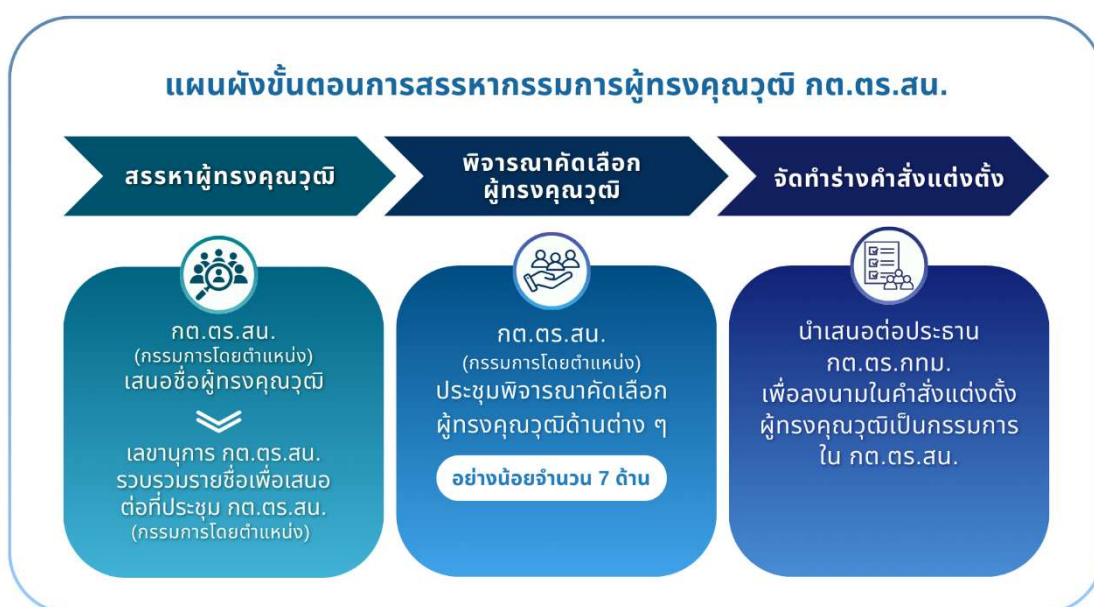 แผนผังขั้นตอนการสรรหากรรมการผู้ทรงคุณวุฒิ กต.ตร.สน.
สรรหาผู้ทรงคุณวุฒิ
พิจารณาคัดเลือก
ผู้ทรงคุณวุฒิ
จัดทำร่างคำสั่งแต่งตั้ง
กต.ตร.สน.
(กรรมการโดยตำแหน่ง)
เสนอชื่อผู้ทรงคุณวุฒิ
เลขานุการ กต.ตร.สน.
รวบรวมรายชื่อเพื่อเสนอ
ต่อที่ประชุม กต.ตร.สน.
(กรรมการโดยตำแหน่ง)
กต.ตร.สน.
(กรรมการโดยตำแหน่ง)
ประชุมพิจารณาคัดเลือก
ผู้ทรงคุณวุฒิด้านต่าง ๆ
อย่างน้อยจำนวน 7 ด้าน
นำเสนอต่อประธาน
กต.ตร.กทม.
เพื่อลงนามในคำสั่งแต่งตั้ง
ผู้ทรงคุณวุฒิเป็นกรรมการ
ใน กต.ตร.สน.